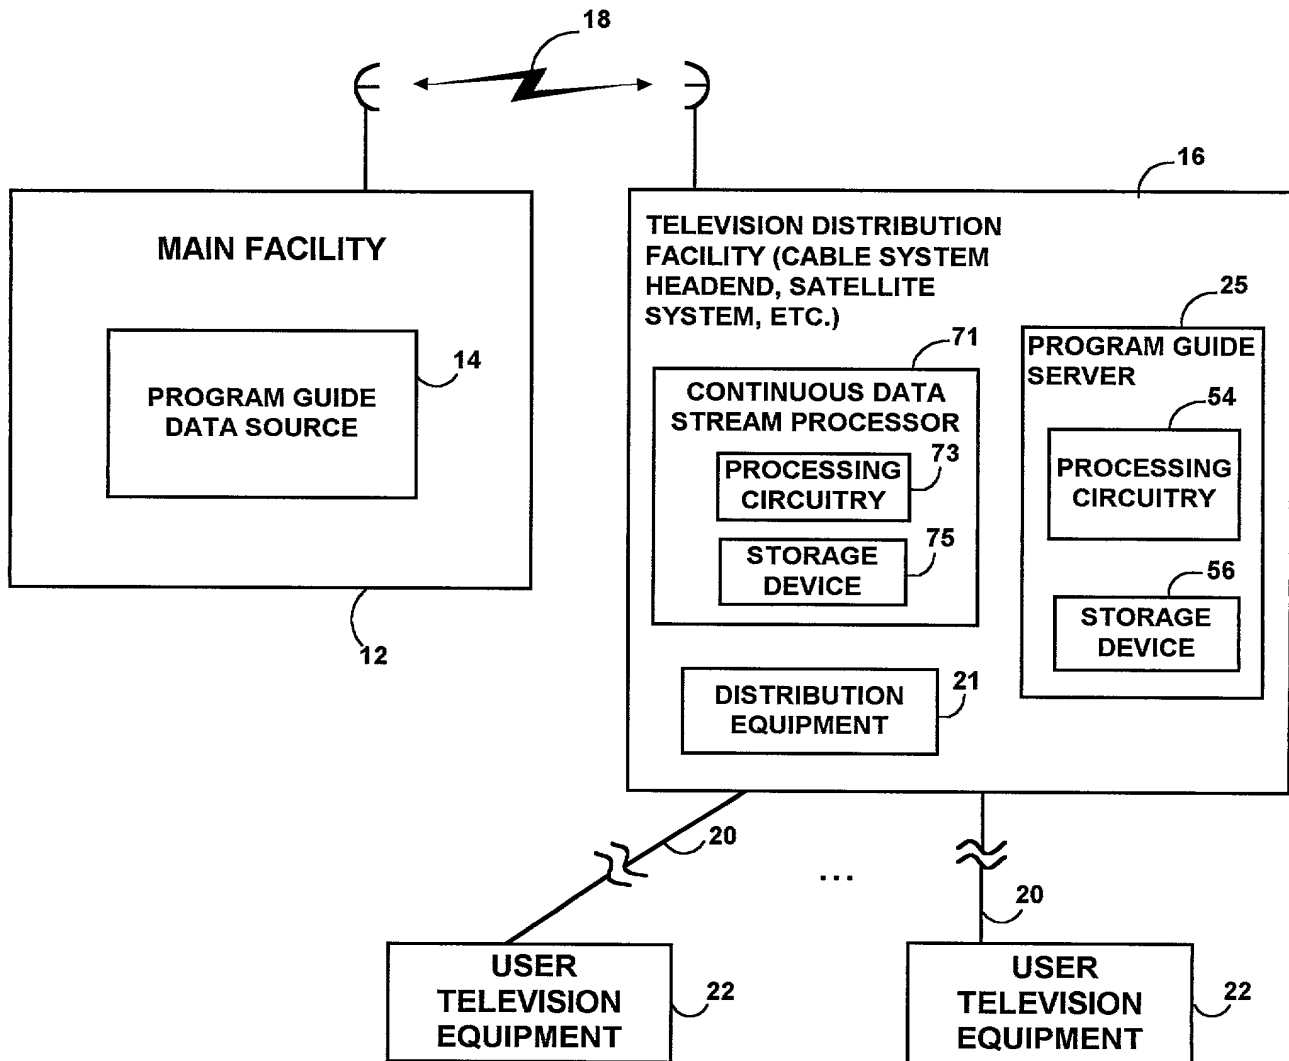 18
16
MAIN FACILITY
TELEVISION DISTRIBUTION
FACILITY (CABLE SYSTEM
HEADEND, SATELLITE
SYSTEM, ETC.)
25
14
PROGRAM GUIDE
DATA SOURCE
71
CONTINUOUS DATA
STREAM PROCESSOR
73
PROCESSING
CIRCUITRY
75
STORAGE
DEVICE
PROGRAM GUIDE
SERVER
54
PROCESSING
CIRCUITRY
56
STORAGE
DEVICE
12
21
DISTRIBUTION
EQUIPMENT
20
...
20
USER
TELEVISION
EQUIPMENT
22
USER
TELEVISION
EQUIPMENT
22